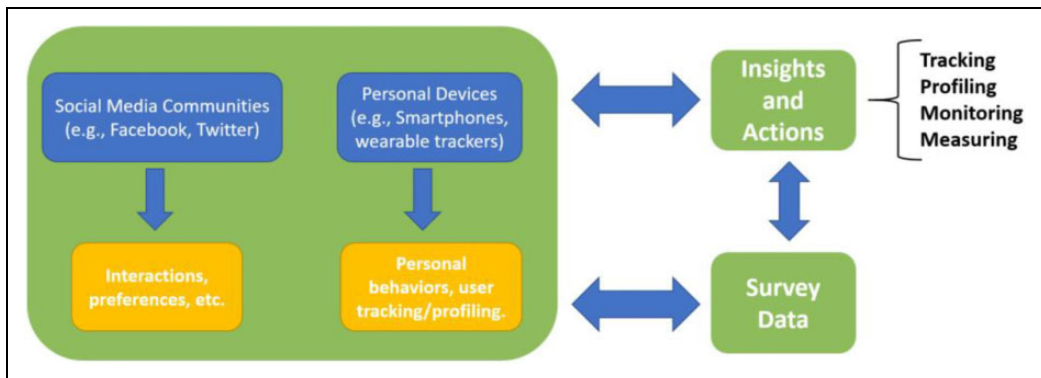 Social Media Communities
(e.g., Facebook, Twitter)
Personal Devices
(e.g., Smartphones,
wearable trackers)
Insights
and
Actions
Tracking
Profiling
Monitoring
Measuring
Interactions,
preferences, etc.
Personal
behaviors, user
tracking/profiling.
Survey
Data